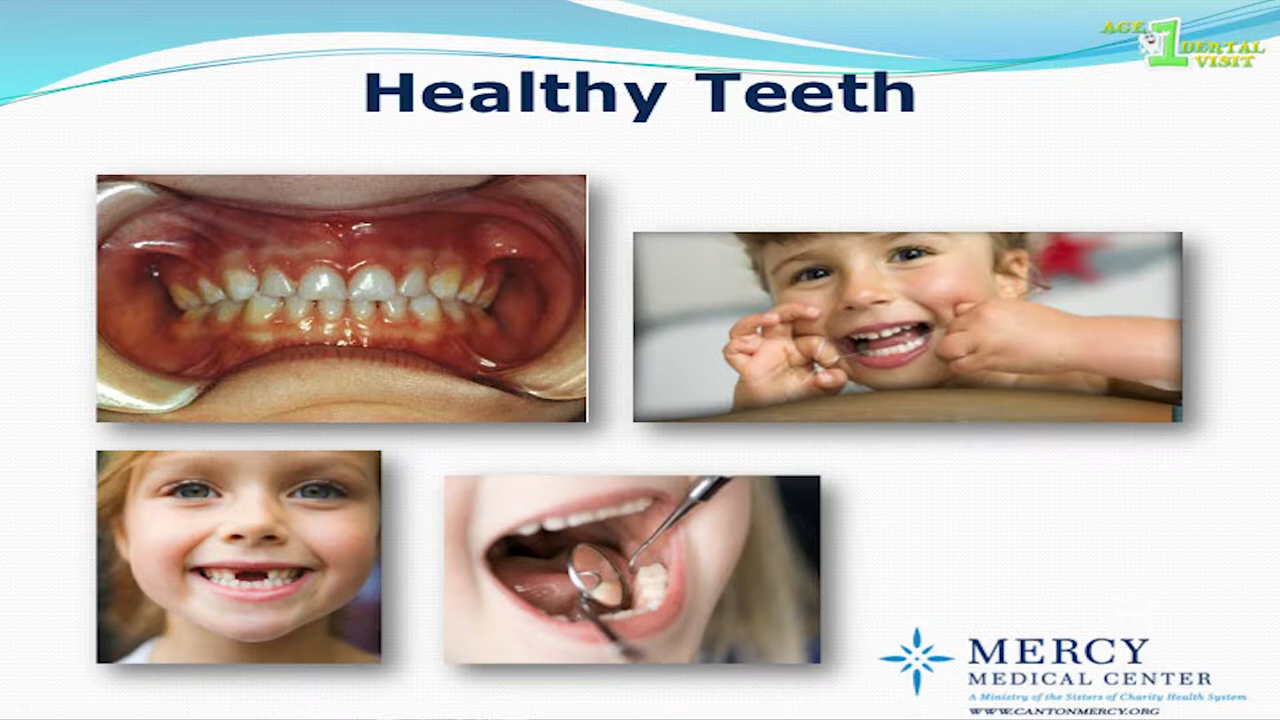 AGE 1 DENTAL VISIT
Healthy Teeth
MERCY
MEDICAL CENTER
A Ministry of the Sisters of Charity Health System
WWW.CANTONMERCY.ORG